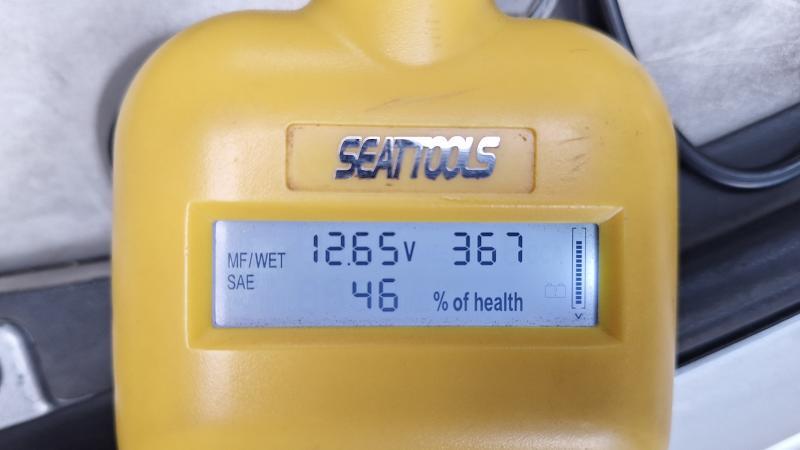 SEATTOOLS
MF/WET 12.65V 367
SAE 46 % of health